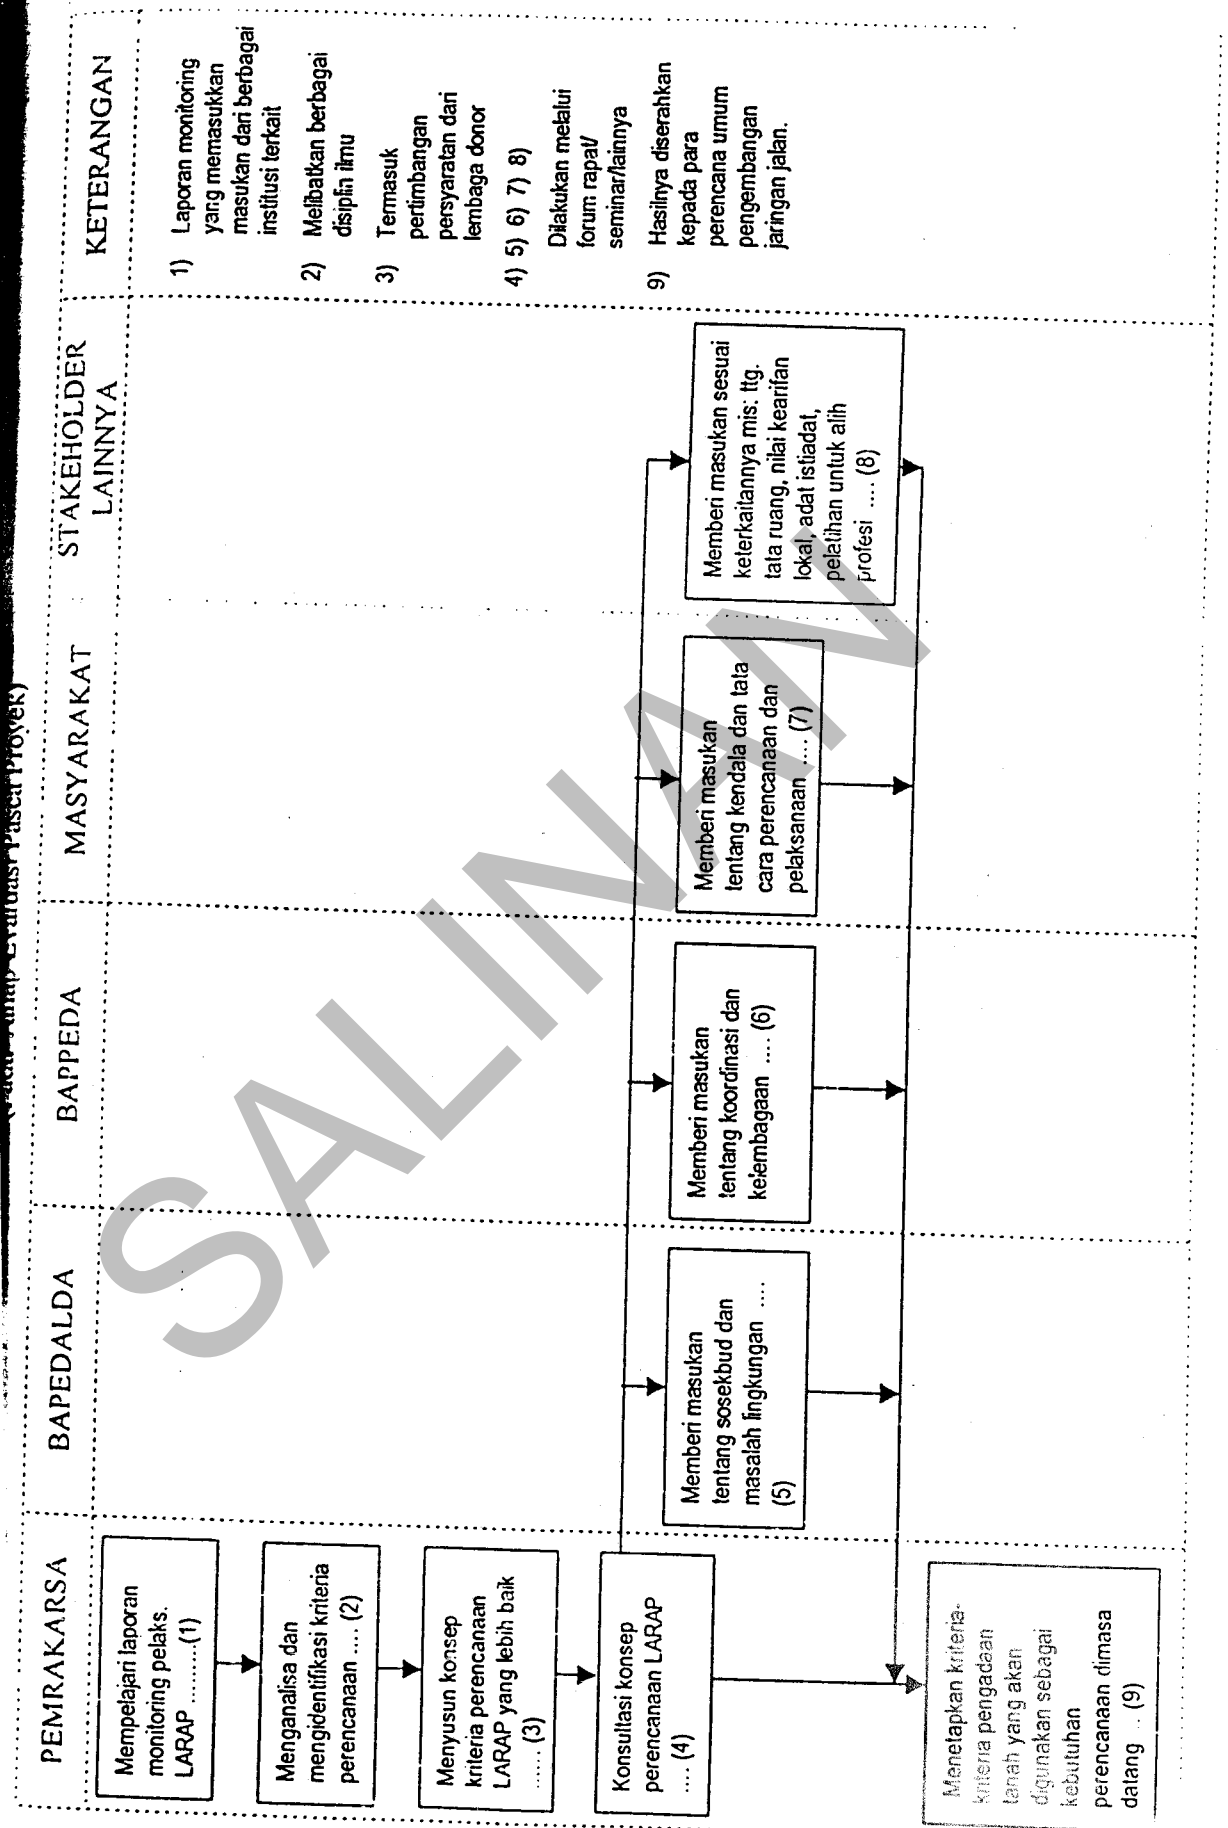 Evaluasi Pasca Proyek)
PEMRAKARSA
BAPEDALDA
BAPPEDA
MASYARAKAT
STAKEHOLDER
LAINNYA
KETERANGAN
Mempelajari laporan
monitoring pelaks.
LARAP ..........(1)
Menganalisa dan
mengidentifikasi kriteria
perencanaan .... (2)
Menyusun konsep
kriteria perencanaan
LARAP yang lebih baik
...... (3)
Konsultasi konsep
perencanaan LARAP
..... (4)
Memberi masukan
tentang sosekbud dan
masalah lingkungan ....
(5)
Memberi masukan
tentang koordinasi dan
kelembagaan .... (6)
Memberi masukan
tentang kendala dan tata
cara perencanaan dan
pelaksanaan .... (7)
Memberi masukan sesuai
keterkaitannya mis: ttg.
tata ruang, nilai kearifan
lokal, adat istiadat,
pelatihan untuk alih
profesi .... (8)
Menetapkan kriteria-
kriteria pengadaan
tanah yang akan
digunakan sebagai
kebutuhan
perencanaan dimasa
datang .. (9)
1) Laporan monitoring
yang memasukkan
masukan dari berbagai
institusi terkait
2) Melibatkan berbagai
disiplin ilmu
3) Termasuk
pertimbangan
persyaratan dari
lembaga donor
4) 5) 6) 7) 8)
Dilakukan melalui
forum rapat/
seminar/lainnya
9) Hasilnya diserahkan
kepada para
perencana umum
pengembangan
jaringan jalan.
SALINAN